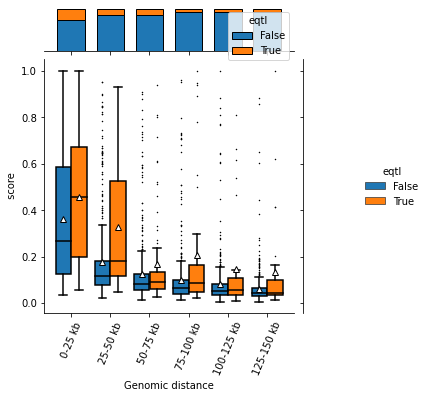 eqtl
False
True
1.0
0.8
0.6
0.4
0.2
0.0
score
eqtl
False
True
0-25 kb
25-50 kb
50-75 kb
75-100 kb
100-125 kb
125-150 kb
Genomic distance